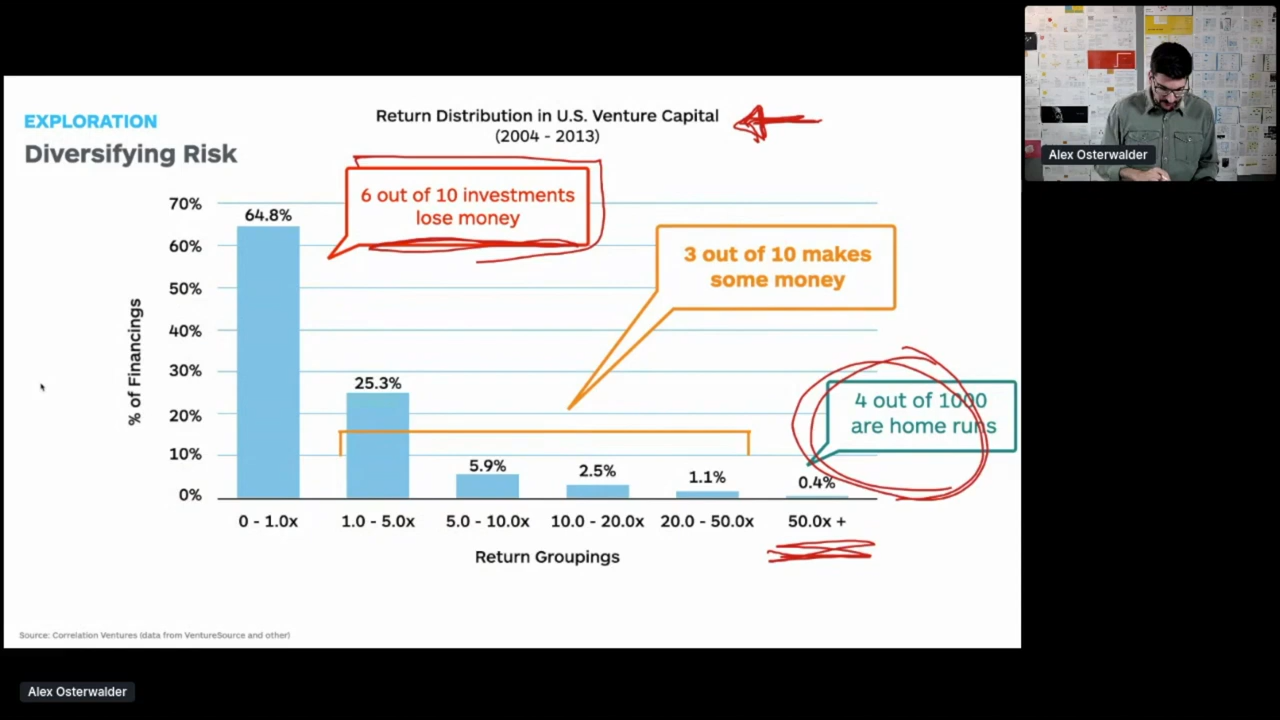 EXPLORATION
Diversifying Risk
Return Distribution in U.S. Venture Capital
(2004 - 2013)
6 out of 10 investments
lose money
3 out of 10 makes
some money
4 out of 1000
are home runs
% of Financings
70%
60%
50%
40%
30%
20%
10%
0%
64.8%
25.3%
5.9%
2.5%
1.1%
0.4%
0 - 1.0x
1.0 - 5.0x
5.0 - 10.0x
10.0 - 20.0x
20.0 - 50.0x
50.0x +
Return Groupings
Source: Correlation Ventures (data from VentureSource and other)
Alex Osterwalder
Alex Osterwalder